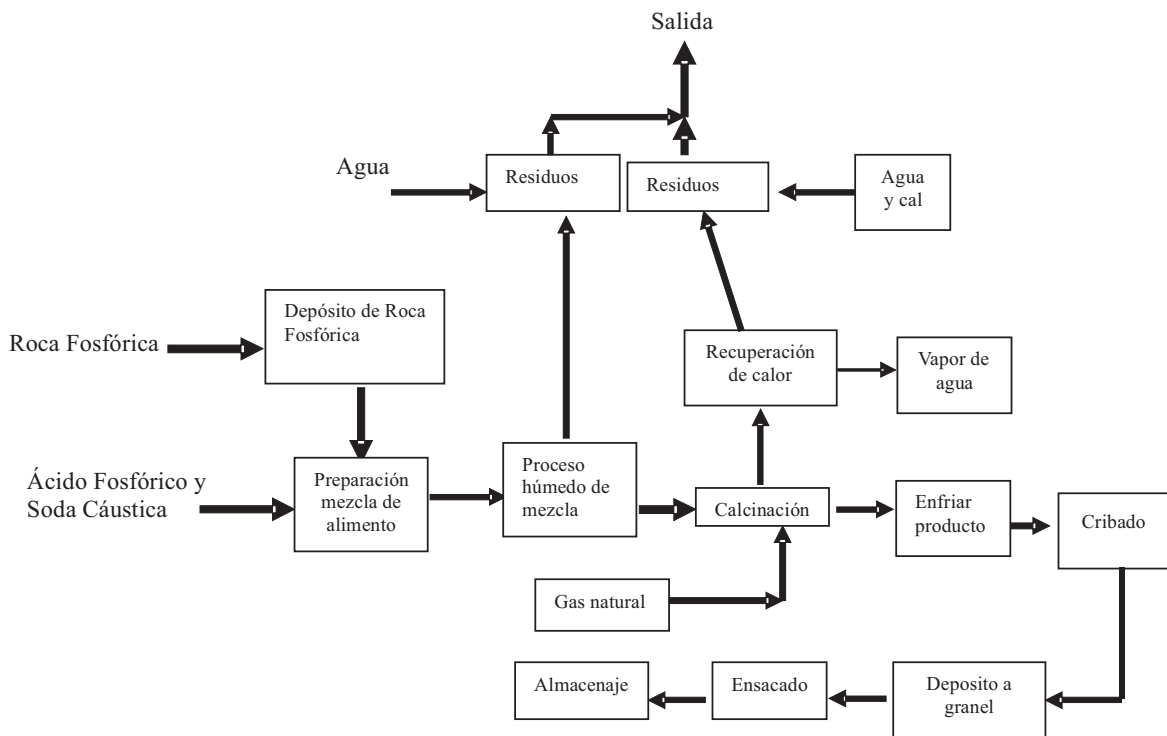 Salida
Agua
Residuos
Residuos
Agua
y cal
Depósito de Roca
Fosfórica
Roca Fosfórica
Recuperación
de calor
Vapor de
agua
Ácido Fosfórico y
Soda Cáustica
Preparación
mezcla de
alimento
Proceso
húmedo de
mezcla
Calcinación
Enfriar
producto
Cribado
Gas natural
Almacenaje
Ensacado
Deposito a
granel